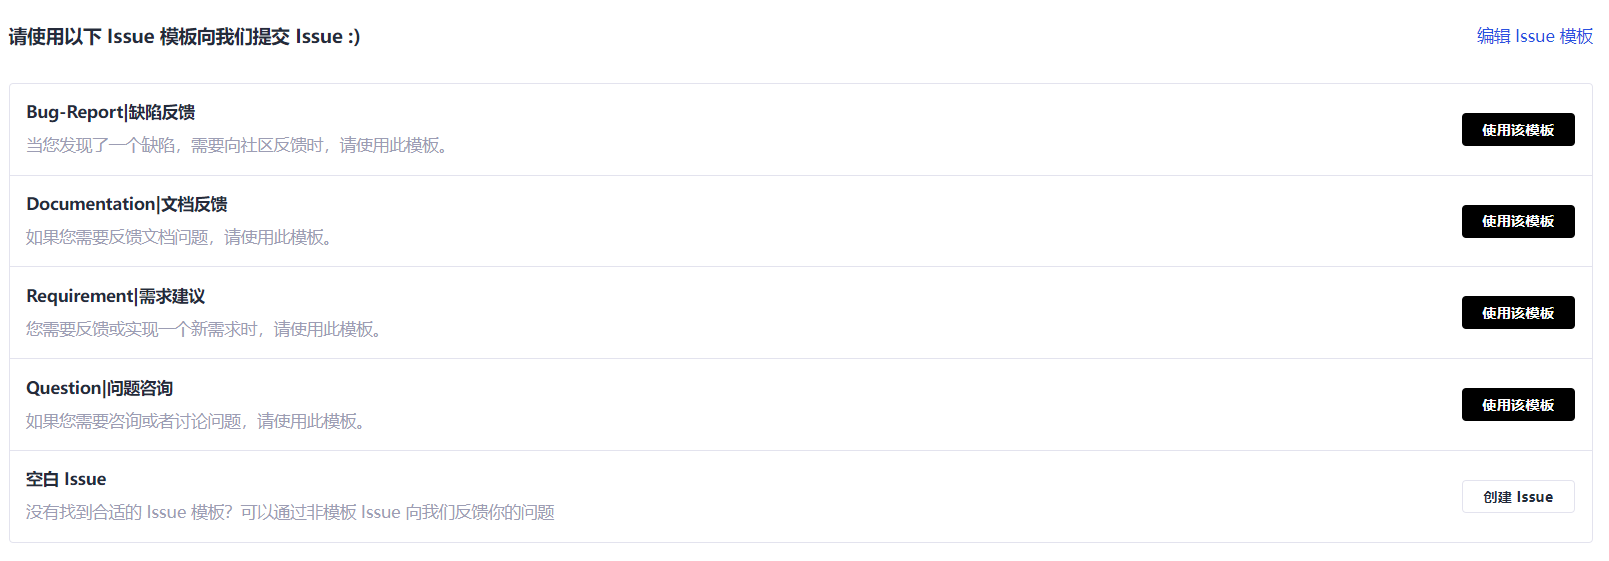 请使用以下 Issue 模板向我们提交 Issue :)
编辑 Issue 模板
Bug-Report|缺陷反馈
当您发现了一个缺陷，需要向社区反馈时，请使用此模板。
使用该模板
Documentation|文档反馈
如果您需要反馈文档问题，请使用此模板。
使用该模板
Requirement|需求建议
您需要反馈或实现一个新需求时，请使用此模板。
使用该模板
Question|问题咨询
如果您需要咨询或者讨论问题，请使用此模板。
使用该模板
空白 Issue
没有找到合适的 Issue 模板？可以通过非模板 Issue 向我们反馈你的问题
创建 Issue